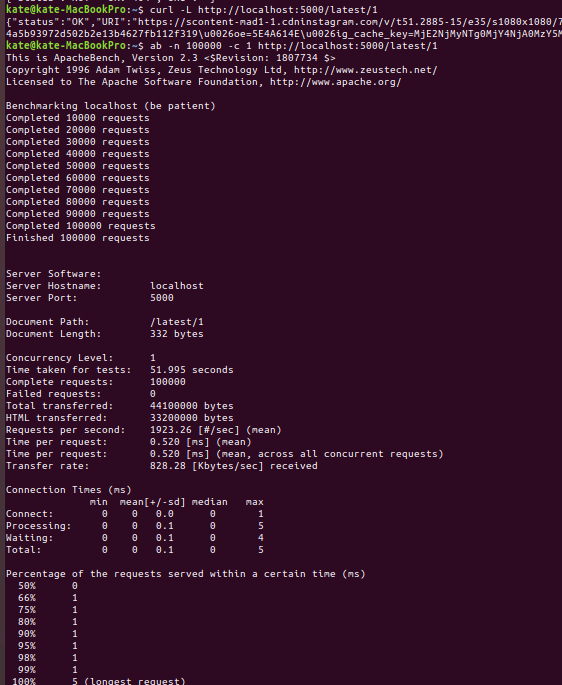 kate@kate-MacBookPro:~$ curl -L http://localhost:5000/latest/1
{"status":"OK","URI":"https://scontent-mad1-1.cdninstagram.com/v/t51.2885-15/e35/s1080x1080/7
4a5b93972d502b2e13b4627fb112f319\u0026oe=5E4A614E\u0026ig_cache_key=MjE2NjMyNTg0MjY4NjA0MzY5M
kate@kate-MacBookPro:~$ ab -n 100000 -c 1 http://localhost:5000/latest/1
This is ApacheBench, Version 2.3 <$Revision: 1807734 $>
Copyright 1996 Adam Twiss, Zeus Technology Ltd, http://www.zeustech.net/
Licensed to The Apache Software Foundation, http://www.apache.org/

Benchmarking localhost (be patient)
Completed 10000 requests
Completed 20000 requests
Completed 30000 requests
Completed 40000 requests
Completed 50000 requests
Completed 60000 requests
Completed 70000 requests
Completed 80000 requests
Completed 90000 requests
Completed 100000 requests
Finished 100000 requests

Server Software:
Server Hostname: localhost
Server Port: 5000

Document Path: /latest/1
Document Length: 332 bytes

Concurrency Level: 1
Time taken for tests: 51.995 seconds
Complete requests: 100000
Failed requests: 0
Total transferred: 44100000 bytes
HTML transferred: 33200000 bytes
Requests per second: 1923.26 [#/sec] (mean)
Time per request: 0.520 [ms] (mean)
Time per request: 0.520 [ms] (mean, across all concurrent requests)
Transfer rate: 828.28 [Kbytes/sec] received

Connection Times (ms)
min mean[+/-sd] median max
Connect: 0 0 0.0 0 1
Processing: 0 0 0.1 0 5
Waiting: 0 0 0.1 0 4
Total: 0 0 0.1 0 5

Percentage of the requests served within a certain time (ms)
50% 0
66% 1
75% 1
80% 1
90% 1
95% 1
98% 1
99% 1
100% 5 (longest request)